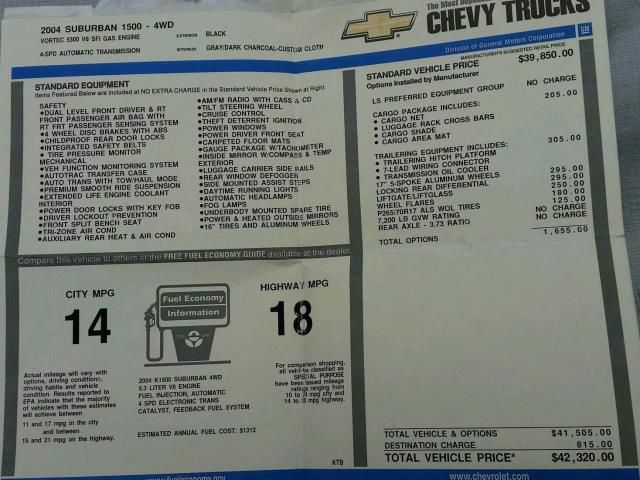 2004 SUBURBAN 1500 - 4WD
VORTEC 5300 V8 SFI GAS ENGINE
4-SPD AUTOMATIC TRANSMISSION
EXTERIOR BLACK
INTERIOR GRAY/DARK CHARCOAL-CUSTOM CLOTH
The Most Depend
CHEVY TRUCKS
Division of General Motors Corporation
GM
STANDARD EQUIPMENT
Items Featured Below are included at NO EXTRA CHARGE in the Standard Vehicle Price Shown at Right
SAFETY
•DUAL LEVEL FRONT DRIVER & RT
FRONT PASSENGER AIR BAG WITH
RT FRT PASSENGER SENSING SYSTEM
•4 WHEEL DISC BRAKES WITH ABS
•CHILDPROOF REAR DOOR LOCKS
•INTEGRATED SAFETY BELTS
•TIRE PRESSURE MONITOR
MECHANICAL
•VEH FUNCTION MONITORING SYSTEM
•AUTOTRAC TRANSFER CASE
•AUTO TRANS WITH TOW/HAUL MODE
•PREMIUM SMOOTH RIDE SUSPENSION
•EXTENDED LIFE ENGINE COOLANT
INTERIOR
•POWER DOOR LOCKS WITH KEY FOB
•DRIVER LOCKOUT PREVENTION
•FRONT SPLIT BENCH SEAT
•TRI-ZONE AIR COND
•AUXILIARY REAR HEAT & AIR COND
•AM/FM RADIO WITH CASS & CD
•TILT STEERING WHEEL
•CRUISE CONTROL
•THEFT DETERENT IGNITION
•POWER WINDOWS
•POWER DRIVER FRONT SEAT
•CARPETED FLOOR MATS
•GAUGE PACKAGE W/TACHOMETER
•INSIDE MIRROR W/COMPASS & TEMP
EXTERIOR
•LUGGAGE CARRIER SIDE RAILS
•REAR WINDOW DEFOGGER
•SIDE MOUNTED ASSIST STEPS
•DAYTIME RUNNING LIGHTS
•AUTOMATIC HEADLAMPS
•FOG LAMPS
•UNDERBODY MOUNTED SPARE TIRE
•POWER & HEATED OUTSIDE MIRRORS
•16" TIRES AND ALUMINUM WHEELS
MANUFACTURER'S SUGGESTED RETAIL PRICE
STANDARD VEHICLE PRICE $39,850.00
Options Installed by Manufacturer
LS PREFERRED EQUIPMENT GROUP NO CHARGE
CARGO PACKAGE INCLUDES: 205.00
• CARGO NET
• LUGGAGE RACK CROSS BARS
• CARGO SHADE
• CARGO AREA MAT
TRAILERING EQUIPMENT INCLUDES: 305.00
• TRAILERING HITCH PLATFORM
• 7-LEAD WIRING CONNECTOR
• TRANSMISSION OIL COOLER
17" 5-SPOKE ALUMINUM WHEELS 295.00
LOCKING REAR DIFFERENTIAL 295.00
LIFTGATE/LIFTGLASS 250.00
WHEEL FLARES 180.00
P265/70R17 ALS WOL TIRES 125.00
7,200 LB GVW RATING NO CHARGE
REAR AXLE - 3.73 RATIO NO CHARGE
TOTAL OPTIONS 1,655.00
Compare this vehicle to others in the FREE FUEL ECONOMY GUIDE available at the dealer.
CITY MPG
14
Fuel Economy
Information
HIGHWAY MPG
18
Actual mileage will vary with
options, driving conditions,
driving habits and vehicle
condition. Results reported to
EPA indicate that the majority
of vehicles with these estimates
will achieve between
11 and 17 mpg in the city
and between
15 and 21 mpg on the highway.
2004 K1500 SUBURBAN 4WD
5.3 LITER V8 ENGINE
FUEL INJECTION, AUTOMATIC
4 SPD ELECTRONIC TRANS
CATALYST, FEEDBACK FUEL SYSTEM
ESTIMATED ANNUAL FUEL COST: $1312
For comparison shopping,
all vehicles classified as
SPECIAL PURPOSE
have been issued mileage
ratings ranging from
10 to mpg city and
14 to mpg highway.
KTB
TOTAL VEHICLE & OPTIONS $41,505.00
DESTINATION CHARGE 815.00
TOTAL VEHICLE PRICE* $42,320.00
www.fueleconomy.gov
www.chevrolet.com